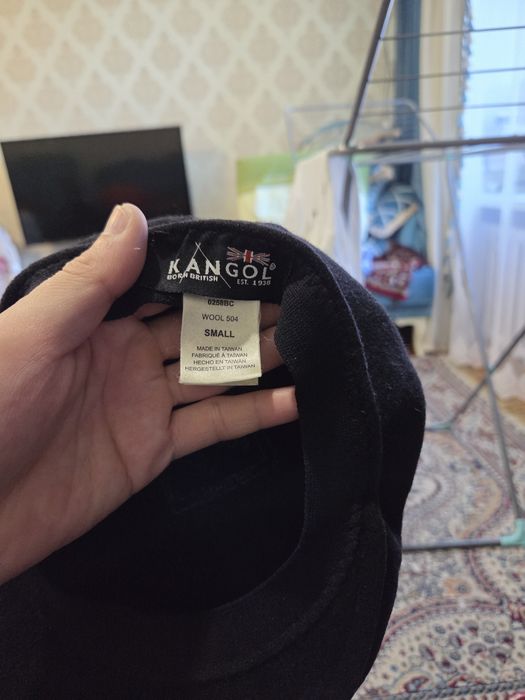 KANGOL®
BORN BRITISH EST. 1938
0258BC
WOOL 504
SMALL
MADE IN TAIWAN
FABRIQUÉ À TAIWAN
HECHO EN TAIWAN
HERGESTELLT IN TAIWAN